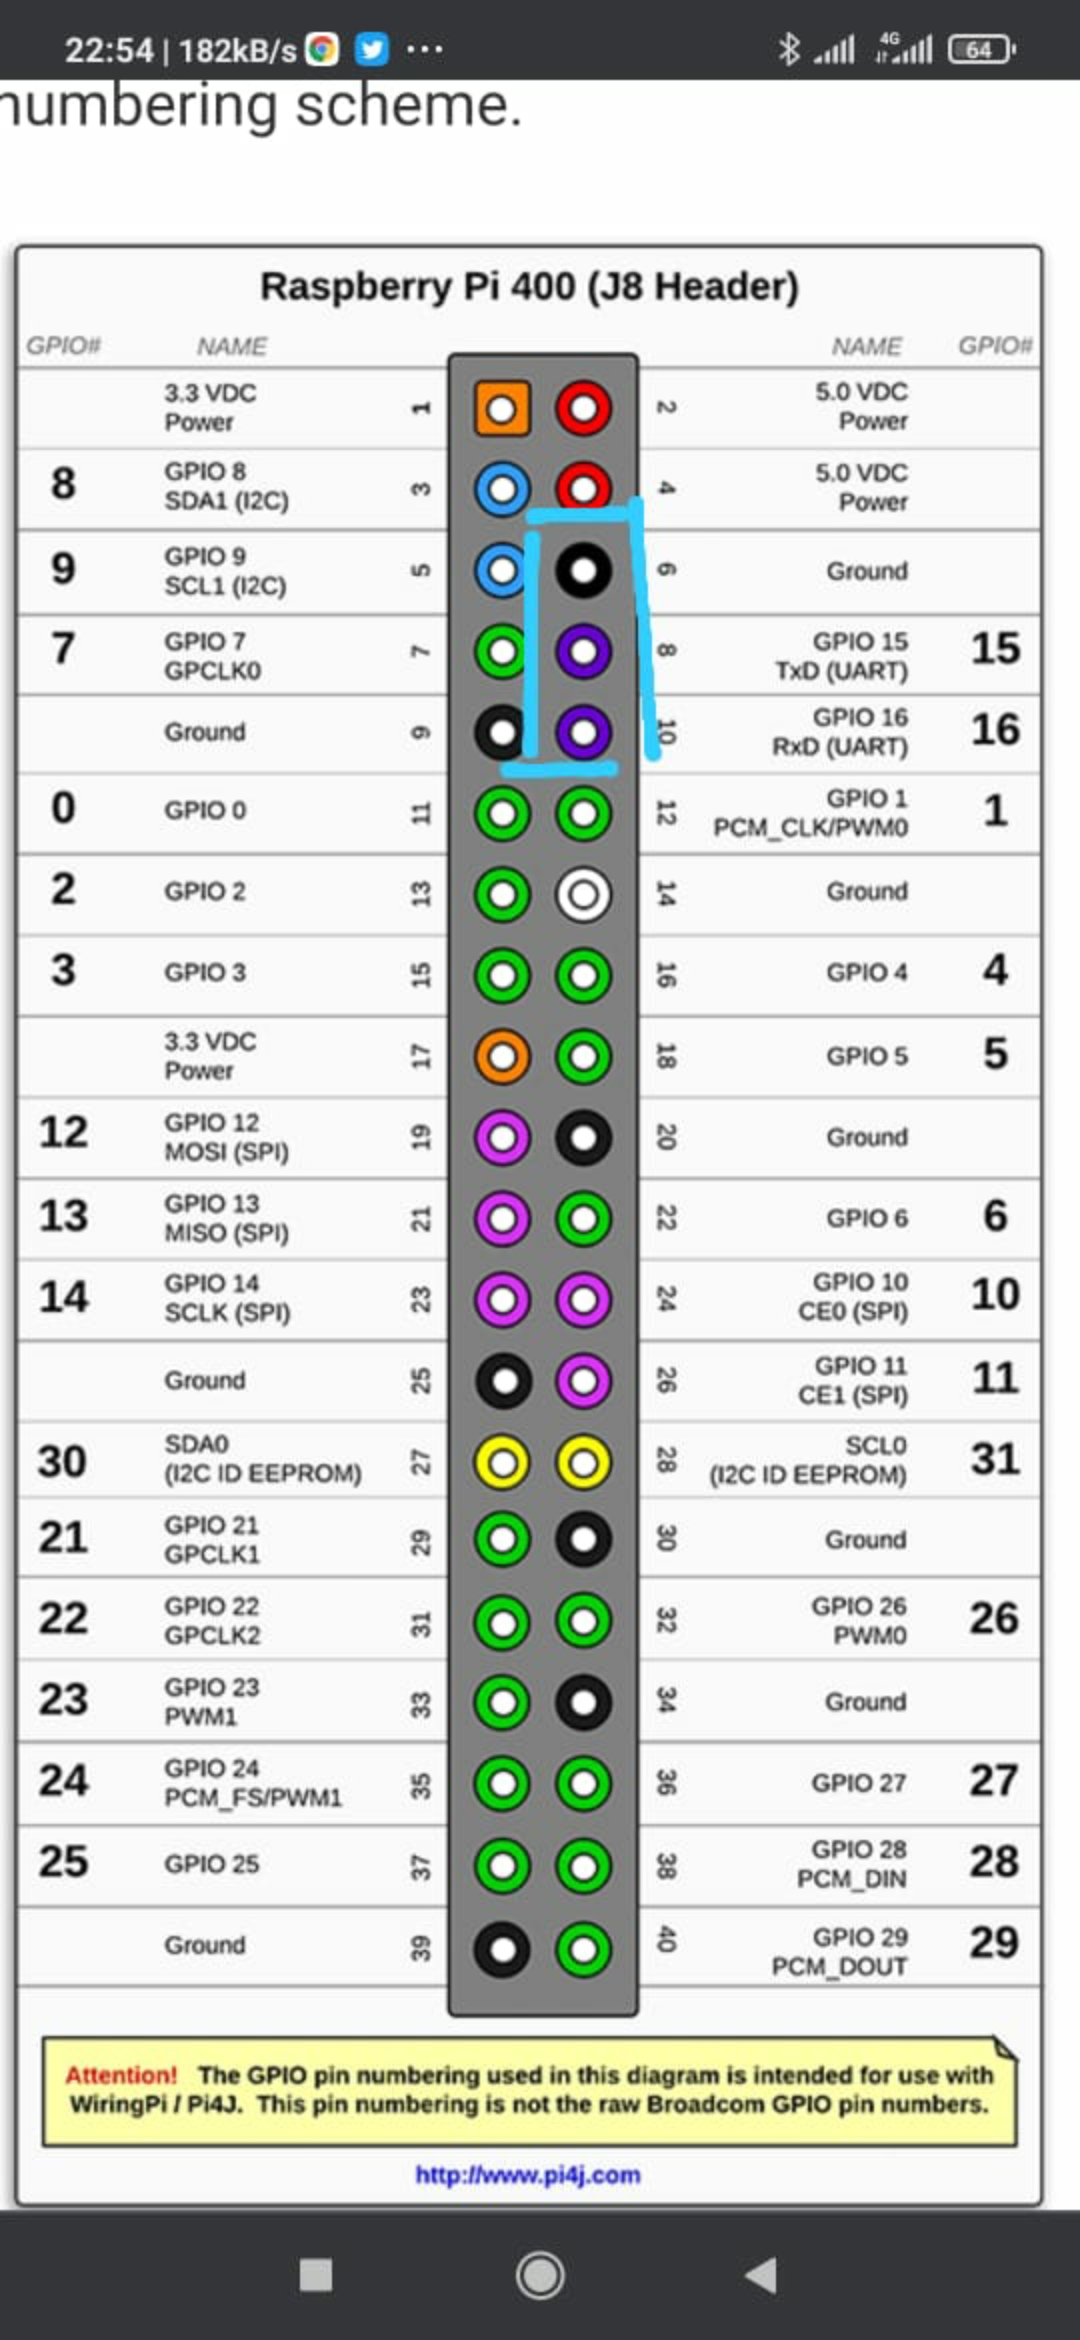 22:54 | 182kB/s ...
4G
64
numbering scheme.
Raspberry Pi 400 (J8 Header)
GPIO# NAME NAME GPIO#
3.3 VDC
Power
1
2
5.0 VDC
Power
8
GPIO 8
SDA1 (I2C)
3
4
5.0 VDC
Power
9
GPIO 9
SCL1 (I2C)
5
6
Ground
7
GPIO 7
GPCLK0
7
8
GPIO 15
TxD (UART)
15
Ground
9
10
GPIO 16
RxD (UART)
16
0
GPIO 0
11
12
GPIO 1
PCM_CLK/PWM0
1
2
GPIO 2
13
14
Ground
3
GPIO 3
15
16
GPIO 4
4
3.3 VDC
Power
17
18
GPIO 5
5
12
GPIO 12
MOSI (SPI)
19
20
Ground
13
GPIO 13
MISO (SPI)
21
22
GPIO 6
6
14
GPIO 14
SCLK (SPI)
23
24
GPIO 10
CE0 (SPI)
10
Ground
25
26
GPIO 11
CE1 (SPI)
11
30
SDA0
(I2C ID EEPROM)
27
28
SCL0
(I2C ID EEPROM)
31
21
GPIO 21
GPCLK1
29
30
Ground
22
GPIO 22
GPCLK2
31
32
GPIO 26
PWM0
26
23
GPIO 23
PWM1
33
34
Ground
24
GPIO 24
PCM_FS/PWM1
35
36
GPIO 27
27
25
GPIO 25
37
38
GPIO 28
PCM_DIN
28
Ground
39
40
GPIO 29
PCM_DOUT
29
Attention! The GPIO pin numbering used in this diagram is intended for use with
WiringPi / Pi4J. This pin numbering is not the raw Broadcom GPIO pin numbers.
http://www.pi4j.com